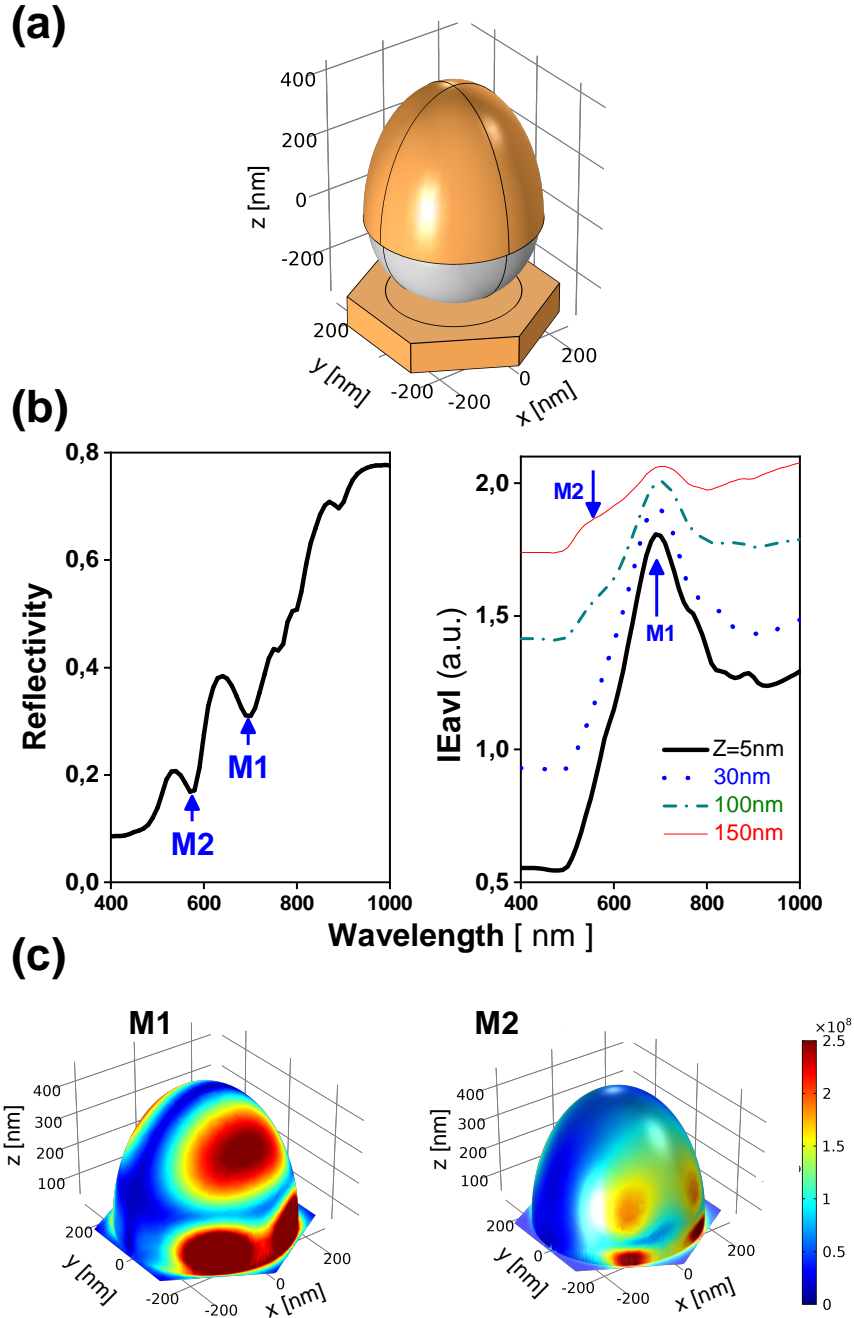 (a)
400
200
0
-200
z [nm]
200
y [nm]
-200
-200
0
200
x [nm]
(b)
0,8
0,6
0,4
0,2
0,0
Reflectivity
M1
M2
400 600 800 1000
2,0
1,5
1,0
0,5
IEavI (a.u.)
M2
M1
Z=5nm
30nm
100nm
150nm
400 600 800 1000
Wavelength [ nm ]
(c)
M1
400
300
200
100
z [nm]
200
0
-200
y [nm]
-200
0
200
x [nm]
M2
400
300
200
100
z [nm]
200
0
-200
y [nm]
-200
0
200
x [nm]
×10⁸
2.5
2
1.5
1
0.5
0